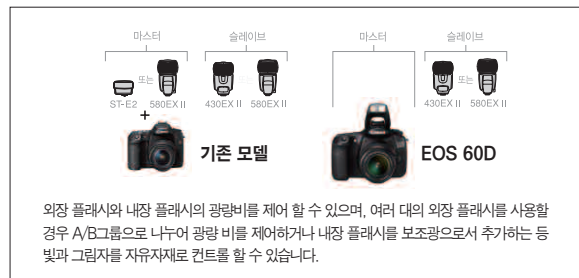 마스터 슬레이브 마스터 슬레이브
또는 또는 또는
ST-E2 580EX II 430EX II 580EX II 430EX II 580EX II
+
기존 모델 EOS 60D
외장 플래시와 내장 플래시의 광량비를 제어 할 수 있으며, 여러 대의 외장 플래시를 사용할
경우 A/B그룹으로 나누어 광량 비를 제어하거나 내장 플래시를 보조광으로서 추가하는 등
빛과 그림자를 자유자재로 컨트롤 할 수 있습니다.